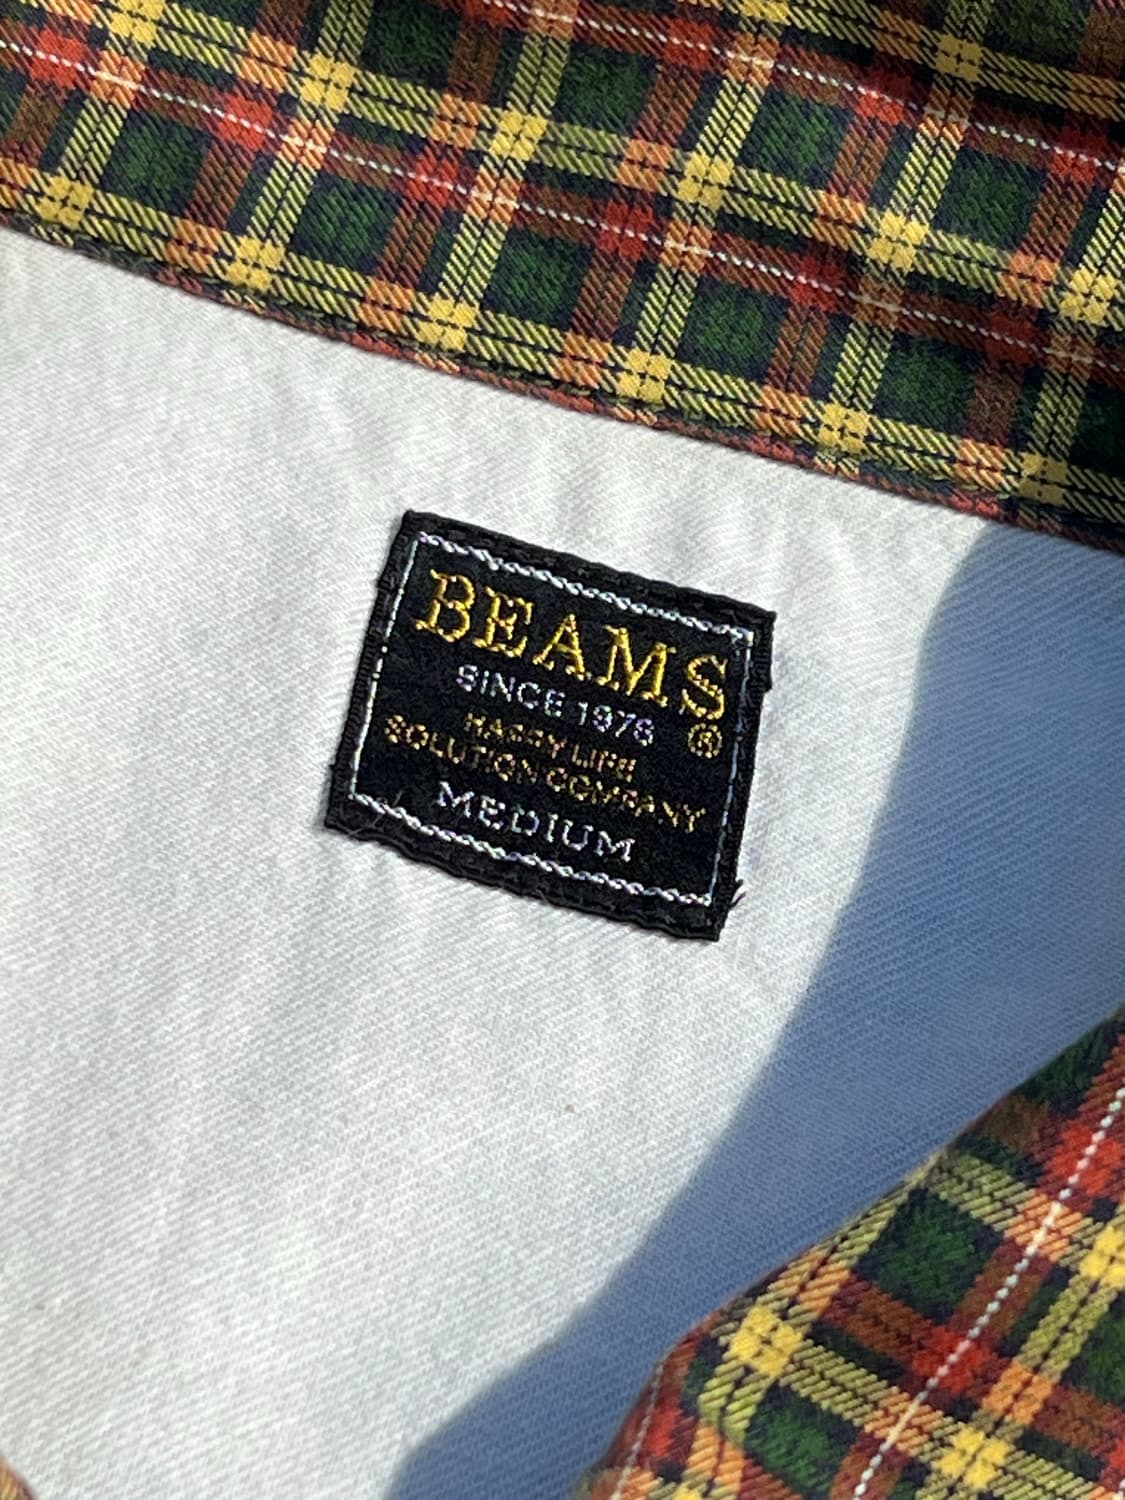 BEAMS
SINCE 1976
®
HAPPY LIFE
SOLUTION COMPANY
MEDIUM